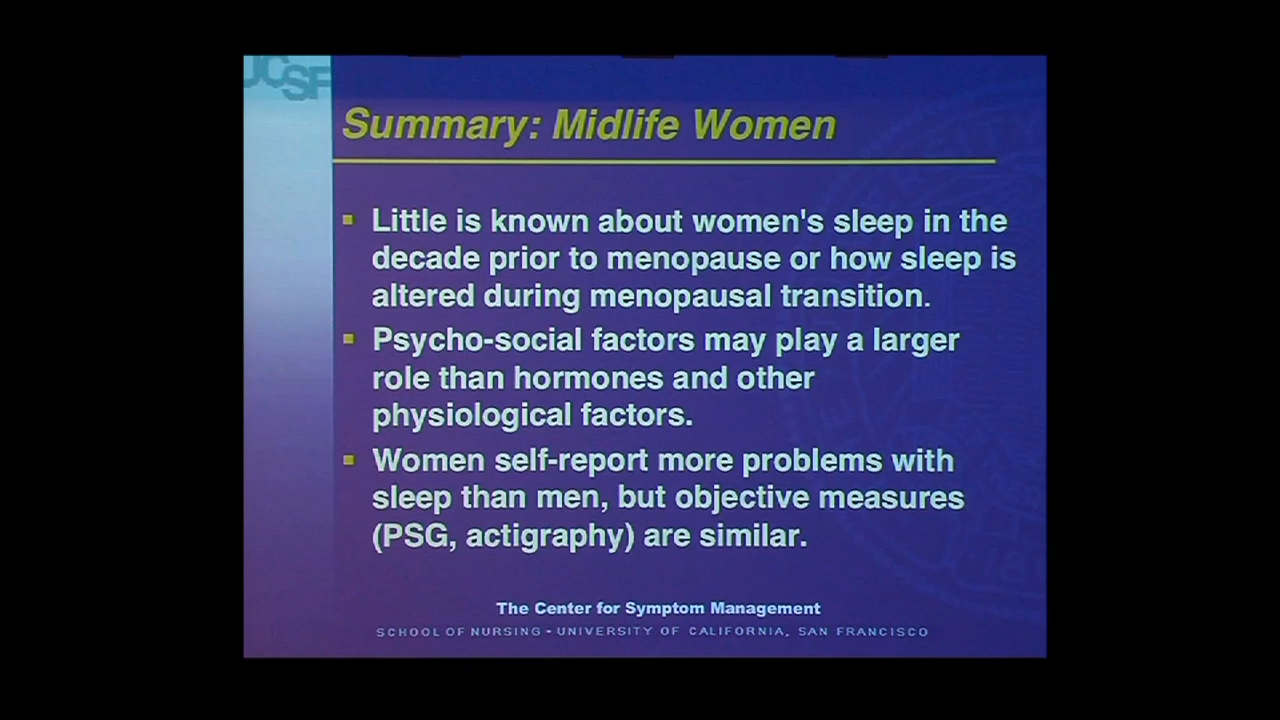 UCSF
Summary: Midlife Women
Little is known about women's sleep in the
decade prior to menopause or how sleep is
altered during menopausal transition.
Psycho-social factors may play a larger
role than hormones and other
physiological factors.
Women self-report more problems with
sleep than men, but objective measures
(PSG, actigraphy) are similar.
The Center for Symptom Management
SCHOOL OF NURSING - UNIVERSITY OF CALIFORNIA, SAN FRANCISCO